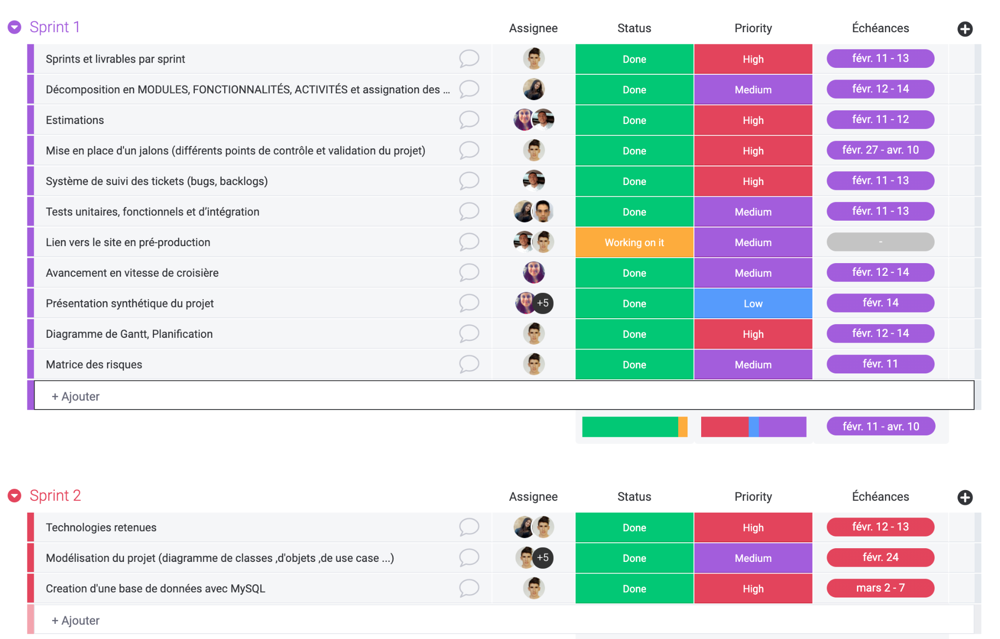 Sprint 1 Assignee Status Priority Échéances
Sprints et livrables par sprint Done High févr. 11 - 13
Décomposition en MODULES, FONCTIONNALITÉS, ACTIVITÉS et assignation des ... Done Medium févr. 12 - 14
Estimations Done High févr. 11 - 12
Mise en place d'un jalons (différents points de contrôle et validation du projet) Done High févr. 27 - avr. 10
Système de suivi des tickets (bugs, backlogs) Done High févr. 11 - 13
Tests unitaires, fonctionnels et d’intégration Done Medium févr. 11 - 13
Lien vers le site en pré-production Working on it Medium -
Avancement en vitesse de croisière Done Medium févr. 12 - 14
Présentation synthétique du projet +5 Done Low févr. 14
Diagramme de Gantt, Planification Done High févr. 12 - 14
Matrice des risques Done Medium févr. 11
+ Ajouter
févr. 11 - avr. 10
Sprint 2 Assignee Status Priority Échéances
Technologies retenues Done High févr. 12 - 13
Modélisation du projet (diagramme de classes ,d'objets ,de use case ...) +5 Done Medium févr. 24
Creation d'une base de données avec MySQL Done High mars 2 - 7
+ Ajouter